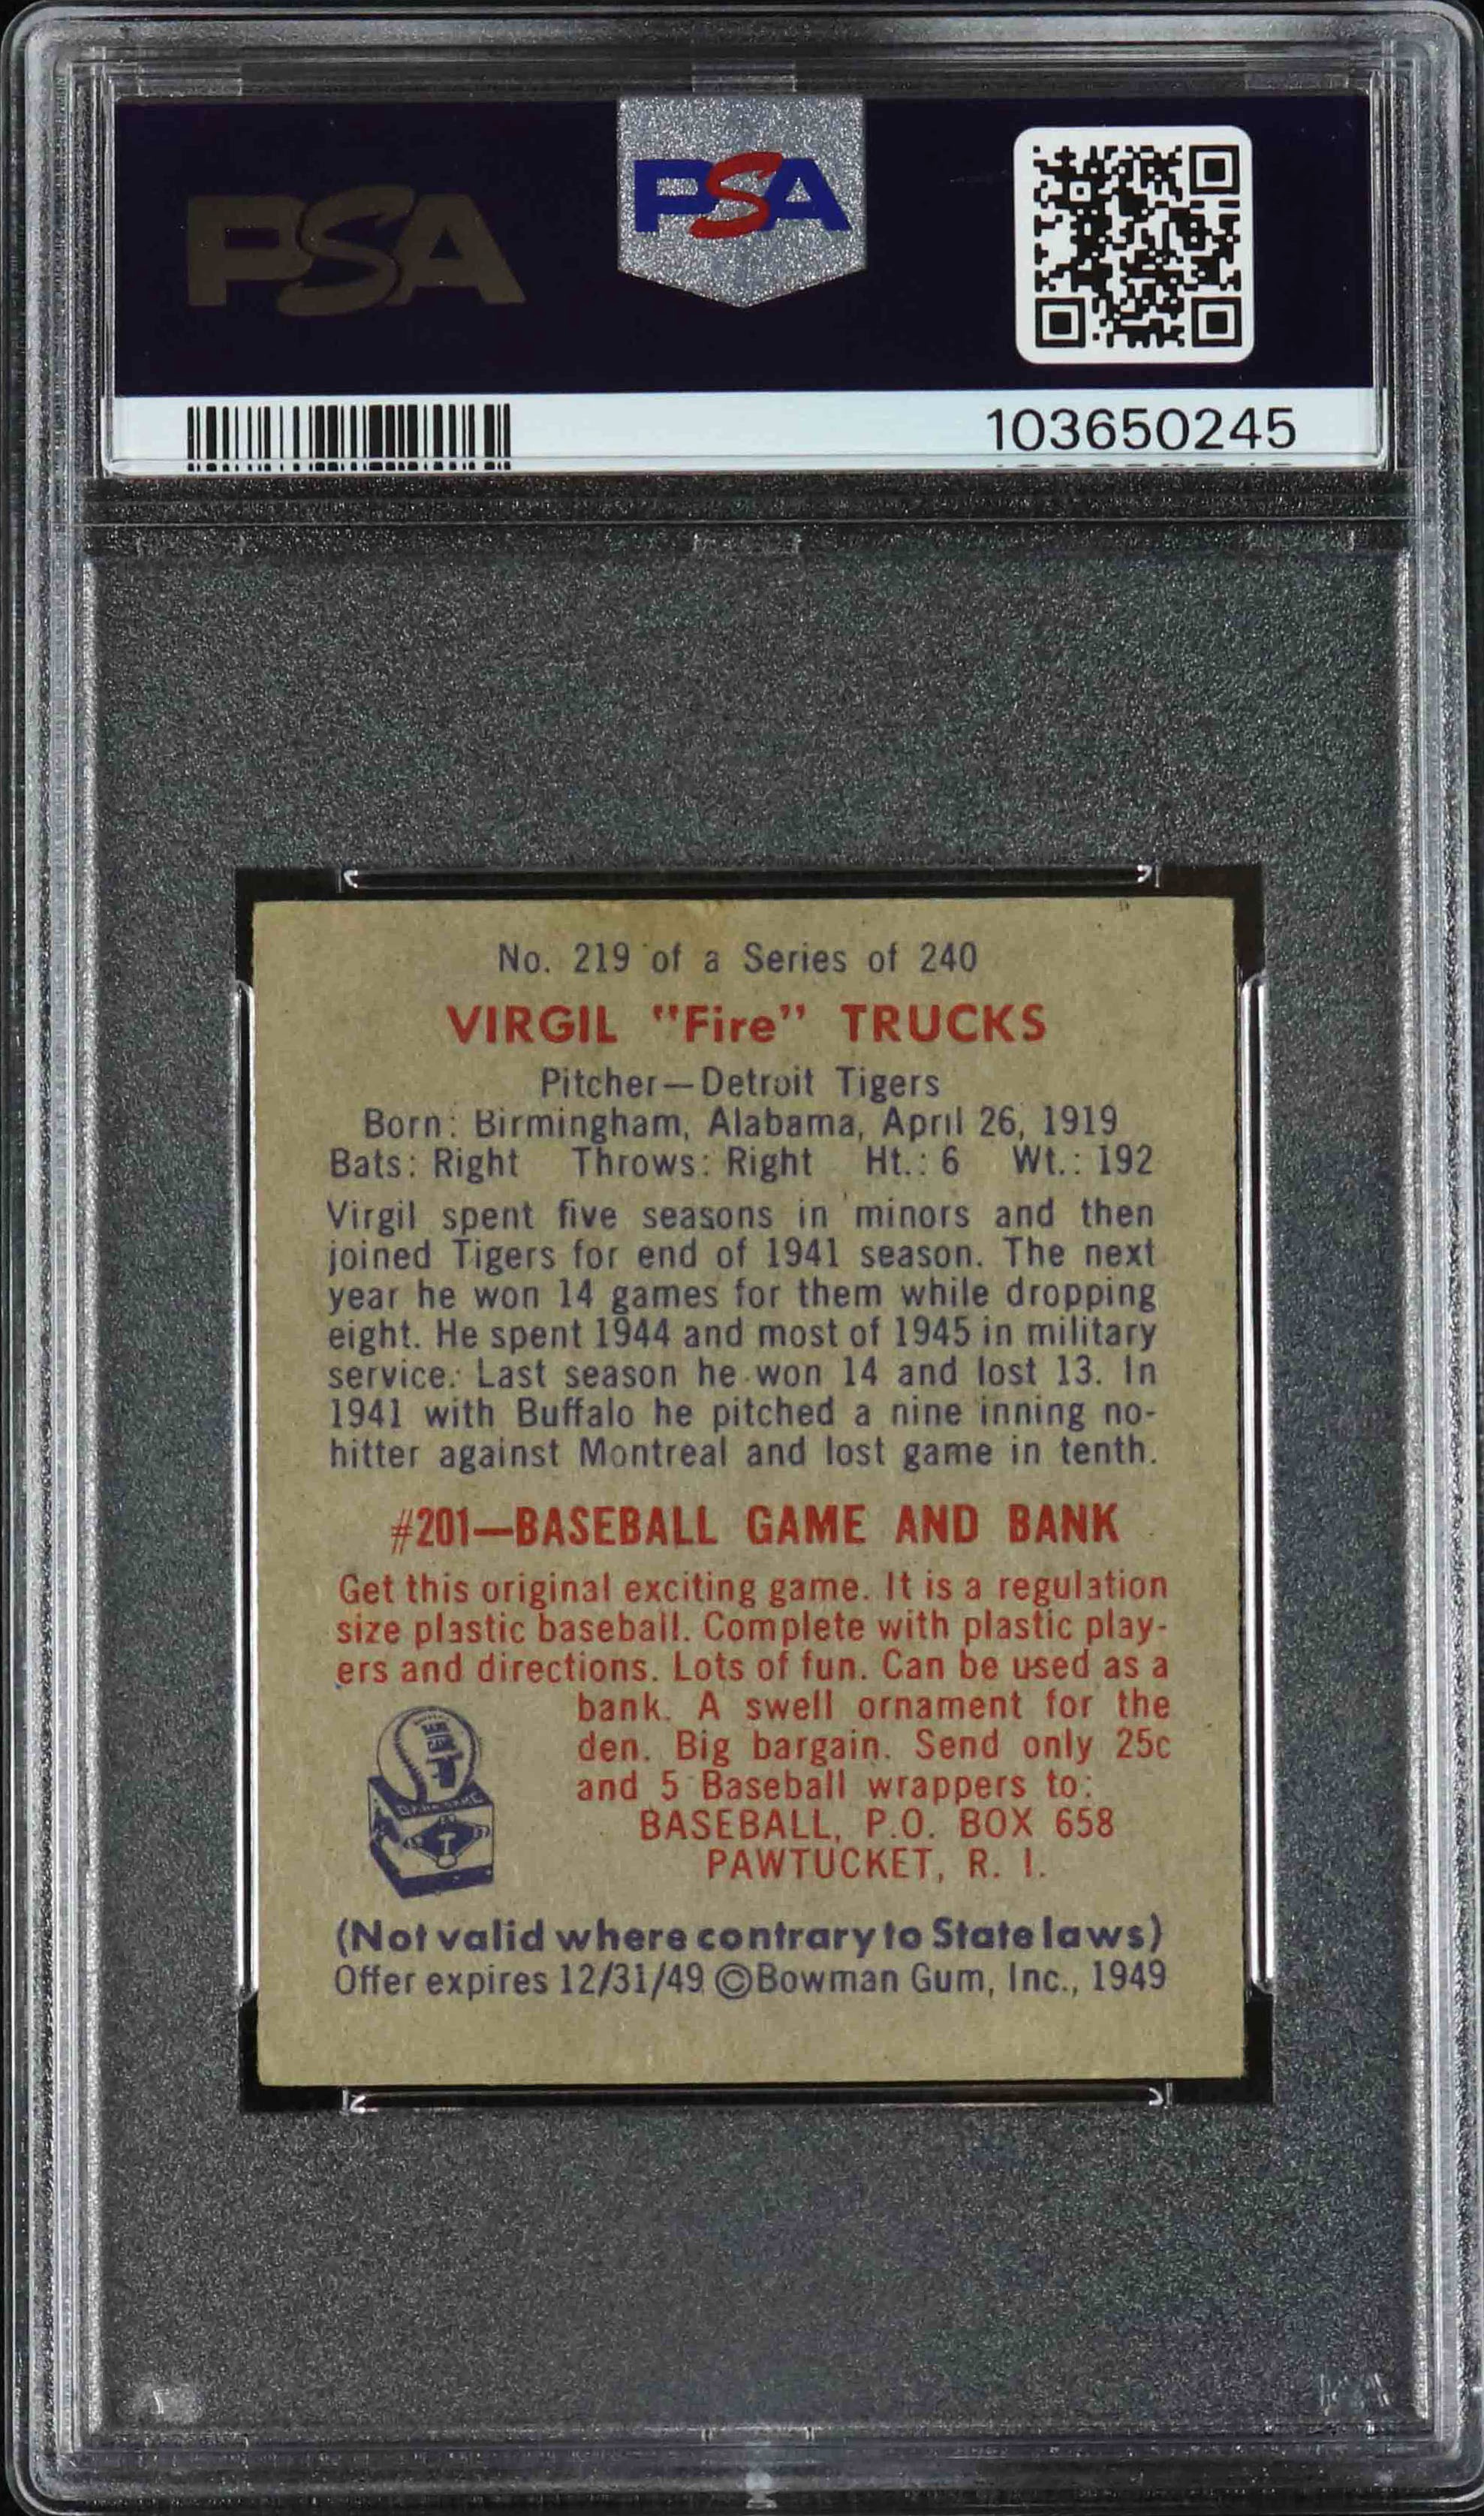 PSA
PSA
103650245
No. 219 of a Series of 240
VIRGIL "Fire" TRUCKS
Pitcher—Detroit Tigers
Born: Birmingham, Alabama, April 26, 1919
Bats: Right Throws: Right Ht.: 6 Wt.: 192
Virgil spent five seasons in minors and then
joined Tigers for end of 1941 season. The next
year he won 14 games for them while dropping
eight. He spent 1944 and most of 1945 in military
service. Last season he won 14 and lost 13. In
1941 with Buffalo he pitched a nine inning no-
hitter against Montreal and lost game in tenth.
#201—BASEBALL GAME AND BANK
Get this original exciting game. It is a regulation
size plastic baseball. Complete with plastic play-
ers and directions. Lots of fun. Can be used as a
bank. A swell ornament for the
den. Big bargain. Send only 25c
and 5 Baseball wrappers to:
BASEBALL, P.O. BOX 658
PAWTUCKET, R. I.
(Not valid where contrary to State laws)
Offer expires 12/31/49 ©Bowman Gum, Inc., 1949